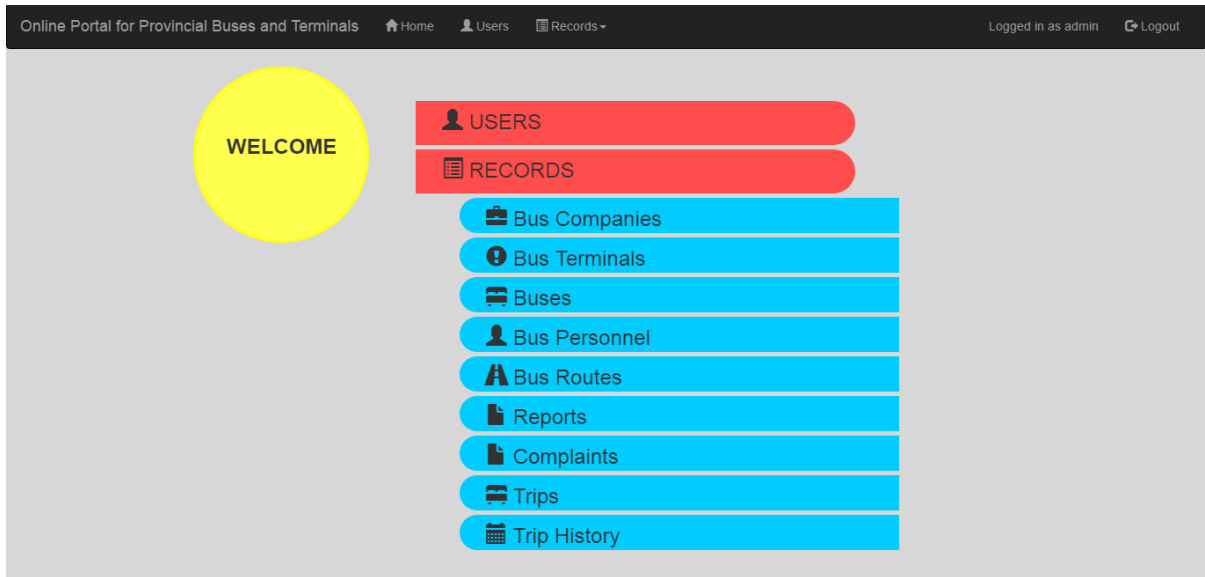 Online Portal for Provincial Buses and Terminals Home Users Records Logged in as admin Logout
WELCOME
USERS
RECORDS
Bus Companies
Bus Terminals
Buses
Bus Personnel
Bus Routes
Reports
Complaints
Trips
Trip History